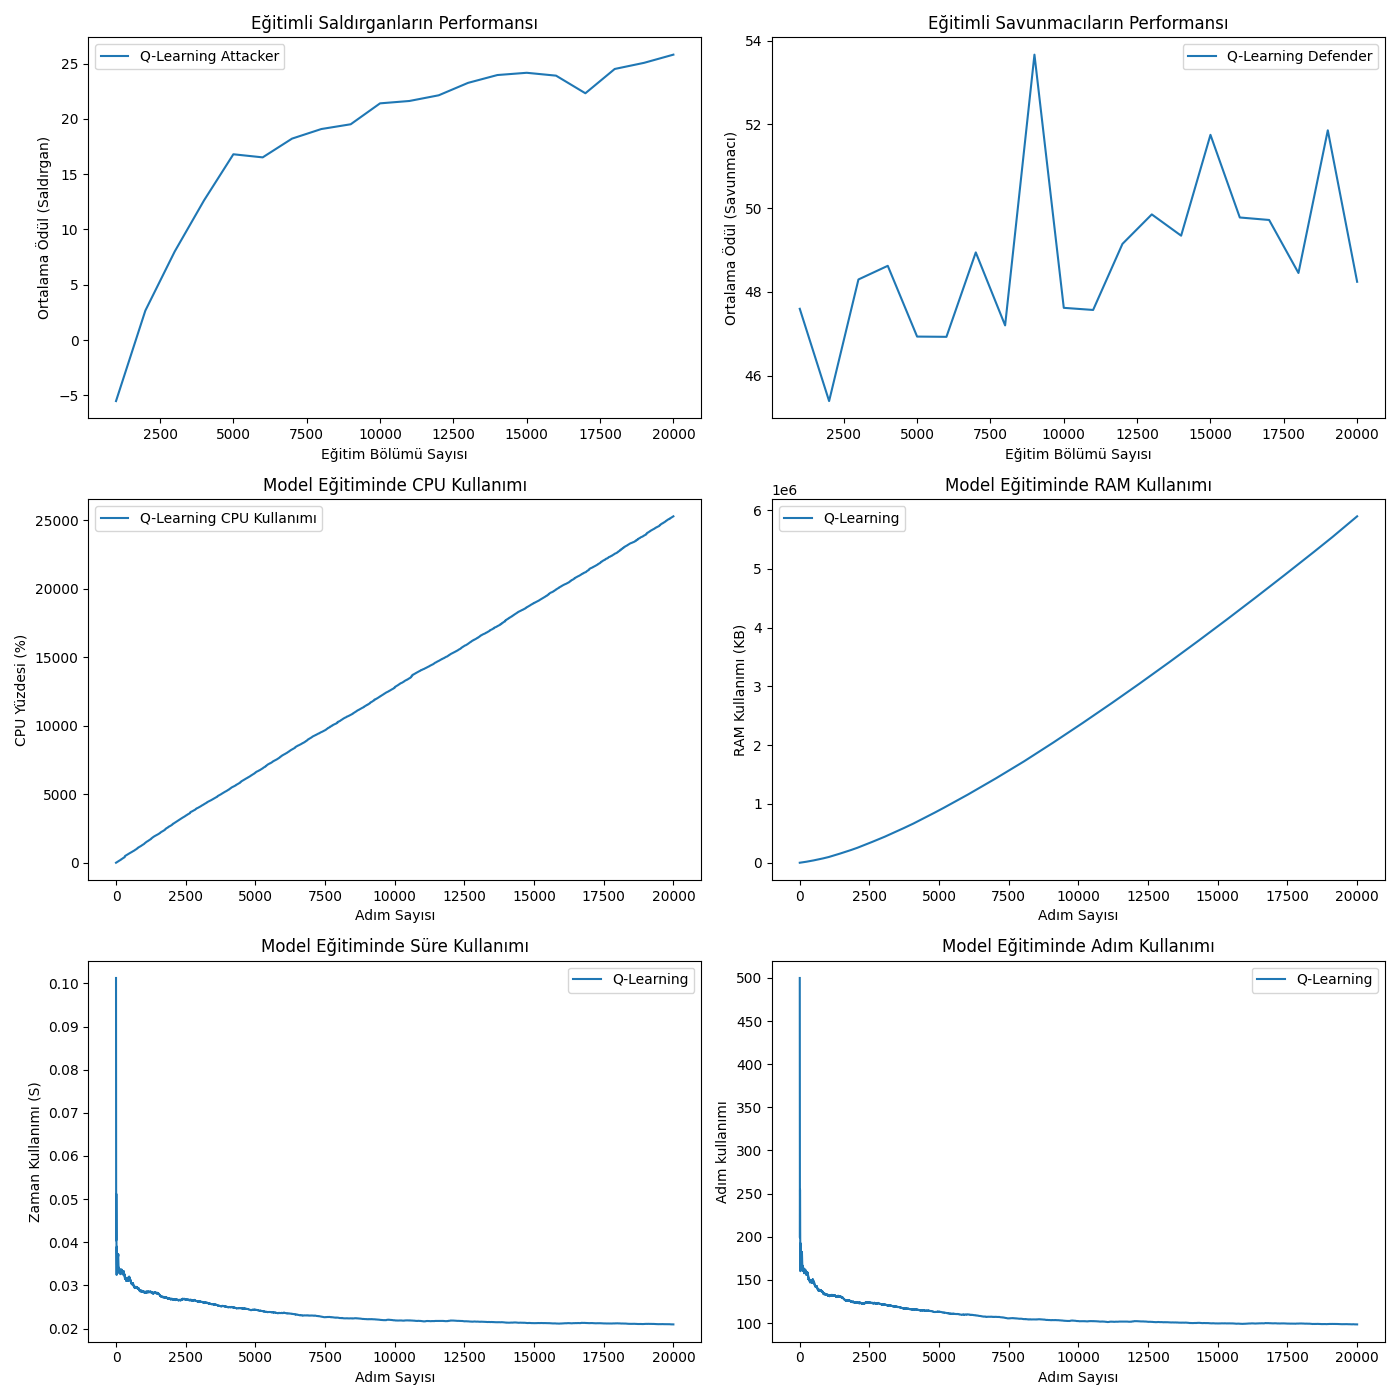 Eğitimli Saldırganların Performansı
Q-Learning Attacker
Ortalama Ödül (Saldırgan)
25
20
15
10
5
0
−5
2500 5000 7500 10000 12500 15000 17500 20000
Eğitim Bölümü Sayısı
Eğitimli Savunmacıların Performansı
Q-Learning Defender
Ortalama Ödül (Savunmacı)
54
52
50
48
46
2500 5000 7500 10000 12500 15000 17500 20000
Eğitim Bölümü Sayısı
Model Eğitiminde CPU Kullanımı
Q-Learning CPU Kullanımı
CPU Yüzdesi (%)
25000
20000
15000
10000
5000
0
0 2500 5000 7500 10000 12500 15000 17500 20000
Adım Sayısı
Model Eğitiminde RAM Kullanımı
1e6
Q-Learning
RAM Kullanımı (KB)
6
5
4
3
2
1
0
0 2500 5000 7500 10000 12500 15000 17500 20000
Adım Sayısı
Model Eğitiminde Süre Kullanımı
Q-Learning
Zaman Kullanımı (S)
0.10
0.09
0.08
0.07
0.06
0.05
0.04
0.03
0.02
0 2500 5000 7500 10000 12500 15000 17500 20000
Adım Sayısı
Model Eğitiminde Adım Kullanımı
Q-Learning
Adım kullanımı
500
450
400
350
300
250
200
150
100
0 2500 5000 7500 10000 12500 15000 17500 20000
Adım Sayısı